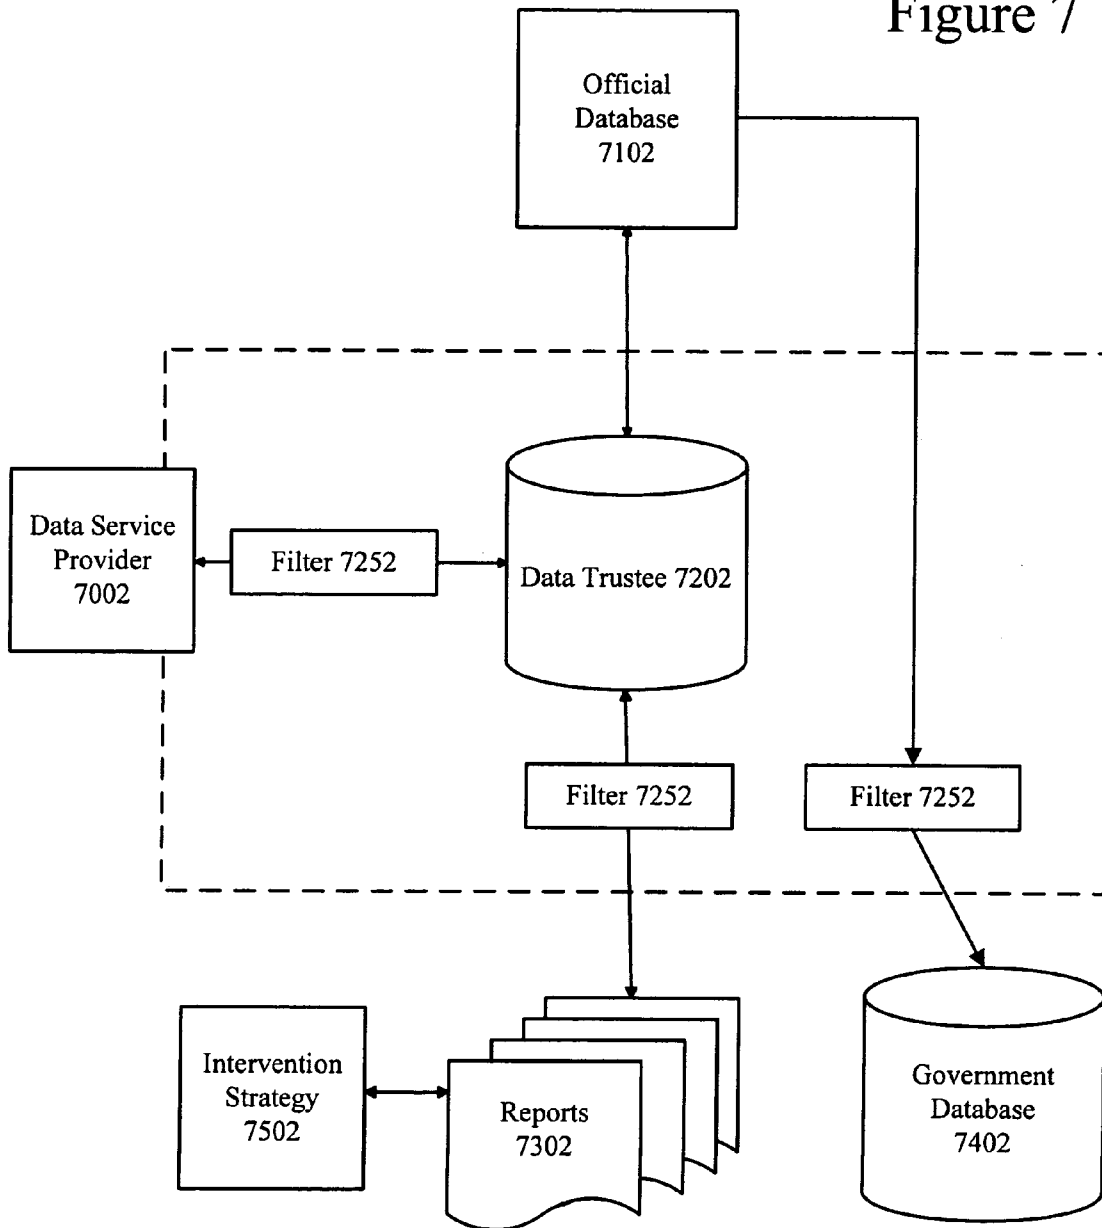 Figure 7
Official
Database
7102
Data Service
Provider
7002
Filter 7252
Data Trustee 7202
Filter 7252
Filter 7252
Intervention
Strategy
7502
Reports
7302
Government
Database
7402